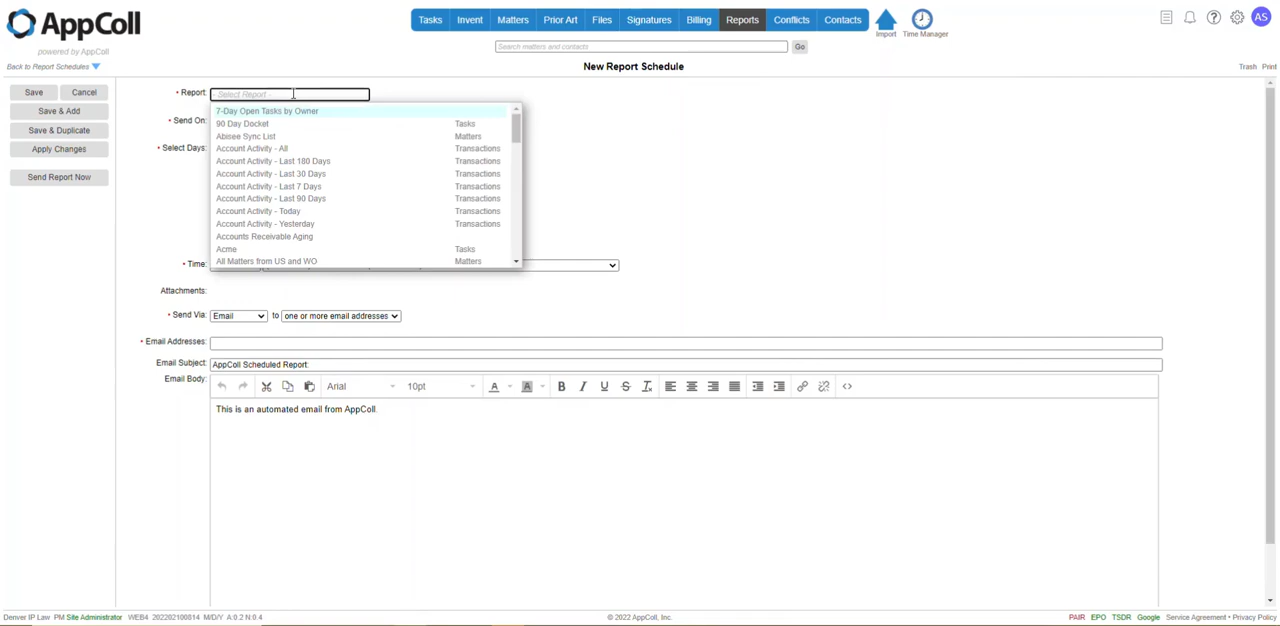 AppColl
powered by AppColl
Tasks Invent Matters Prior Art Files Signatures Billing Reports Conflicts Contacts
Import Time Manager
AS
Search matters and contacts Go
Back to Report Schedules
New Report Schedule
Trash Print
Save Cancel
Save & Add
Save & Duplicate
Apply Changes
Send Report Now
* Report: - Select Report -
* Send On:
* Select Days:
7-Day Open Tasks by Owner
90 Day Docket Tasks
Abisee Sync List Matters
Account Activity - All Transactions
Account Activity - Last 180 Days Transactions
Account Activity - Last 30 Days Transactions
Account Activity - Last 7 Days Transactions
Account Activity - Last 90 Days Transactions
Account Activity - Today Transactions
Account Activity - Yesterday Transactions
Accounts Receivable Aging
Acme Tasks
All Matters from US and WO Matters
* Time:
Attachments:
* Send Via: Email to one or more email addresses
* Email Addresses:
Email Subject: AppColl Scheduled Report:
Email Body:
Arial 10pt A A B I U S
This is an automated email from AppColl.
Denver IP Law PM Site Administrator WEB4 202202100814 M/D/Y A:0.2 N:0.4
© 2022 AppColl, Inc.
PAIR EPO TSDR Google Service Agreement • Privacy Policy